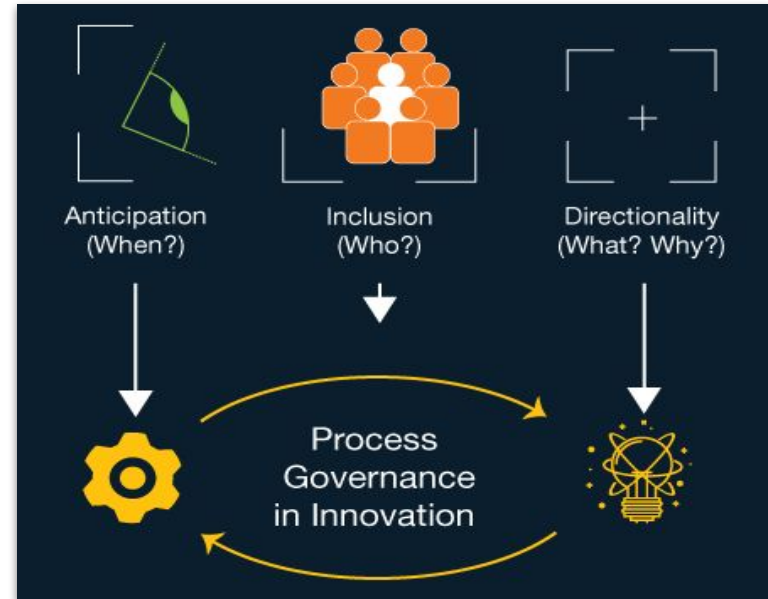 Anticipation
(When?)
Inclusion
(Who?)
Directionality
(What? Why?)
Process
Governance
in Innovation